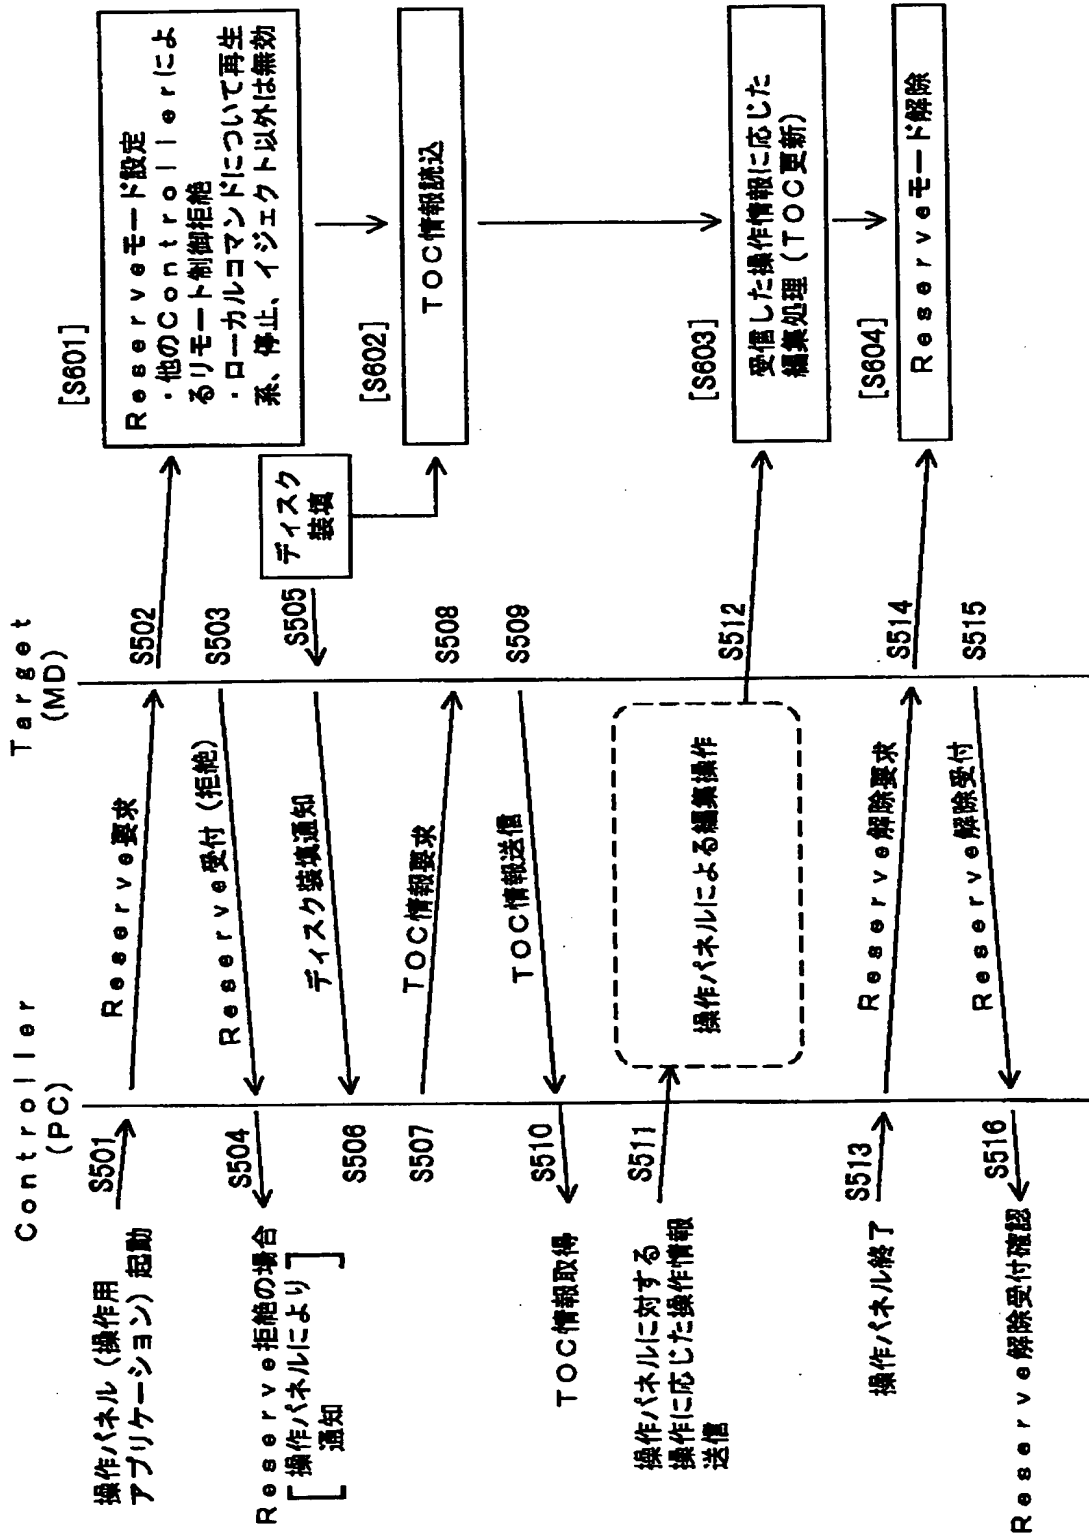 Controller
(PC)
Target
(MD)
操作パネル(操作用
アプリケーション)起動
S501
Reserve要求
S502
[S601]
Reserveモード設定
・他のControllerによ
るリモート制御拒絶
・ローカルコマンドについて再生
系、停止、イジェクト以外は無効
S503
Reserve受付(拒絶)
S504
Reserve拒絶の場合
操作パネルにより
通知
ディスク
装填
S505
ディスク装填通知
S506
[S602]
TOC情報読込
S507
TOC情報要求
S508
S509
TOC情報送信
S510
TOC情報取得
操作パネルに対する
操作に応じた操作情報
送信
S511
操作パネルによる編集操作
S512
[S603]
受信した操作情報に応じた
編集処理(TOC更新)
操作パネル終了
S513
Reserve解除要求
S514
[S604]
Reserveモード解除
S515
Reserve解除受付
S516
Reserve解除受付確認